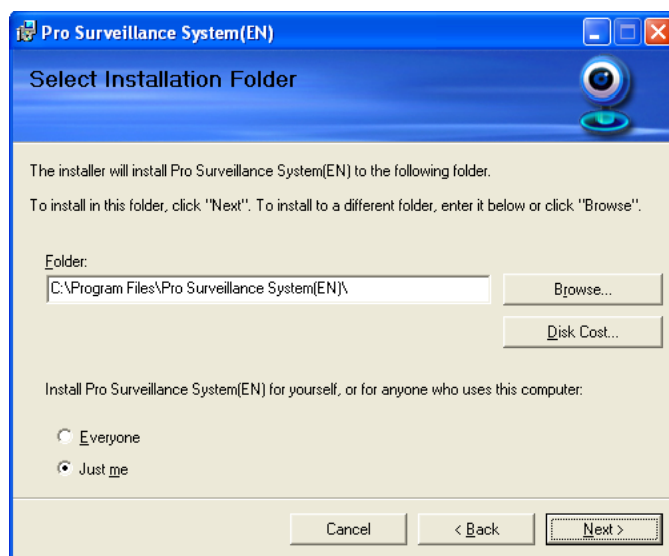 Pro Surveillance System(EN)
Select Installation Folder
The installer will install Pro Surveillance System(EN) to the following folder.
To install in this folder, click "Next". To install to a different folder, enter it below or click "Browse".
Folder:
C:\Program Files\Pro Surveillance System(EN)\
Browse...
Disk Cost...
Install Pro Surveillance System(EN) for yourself, or for anyone who uses this computer:
Everyone
Just me
Cancel
< Back
Next >